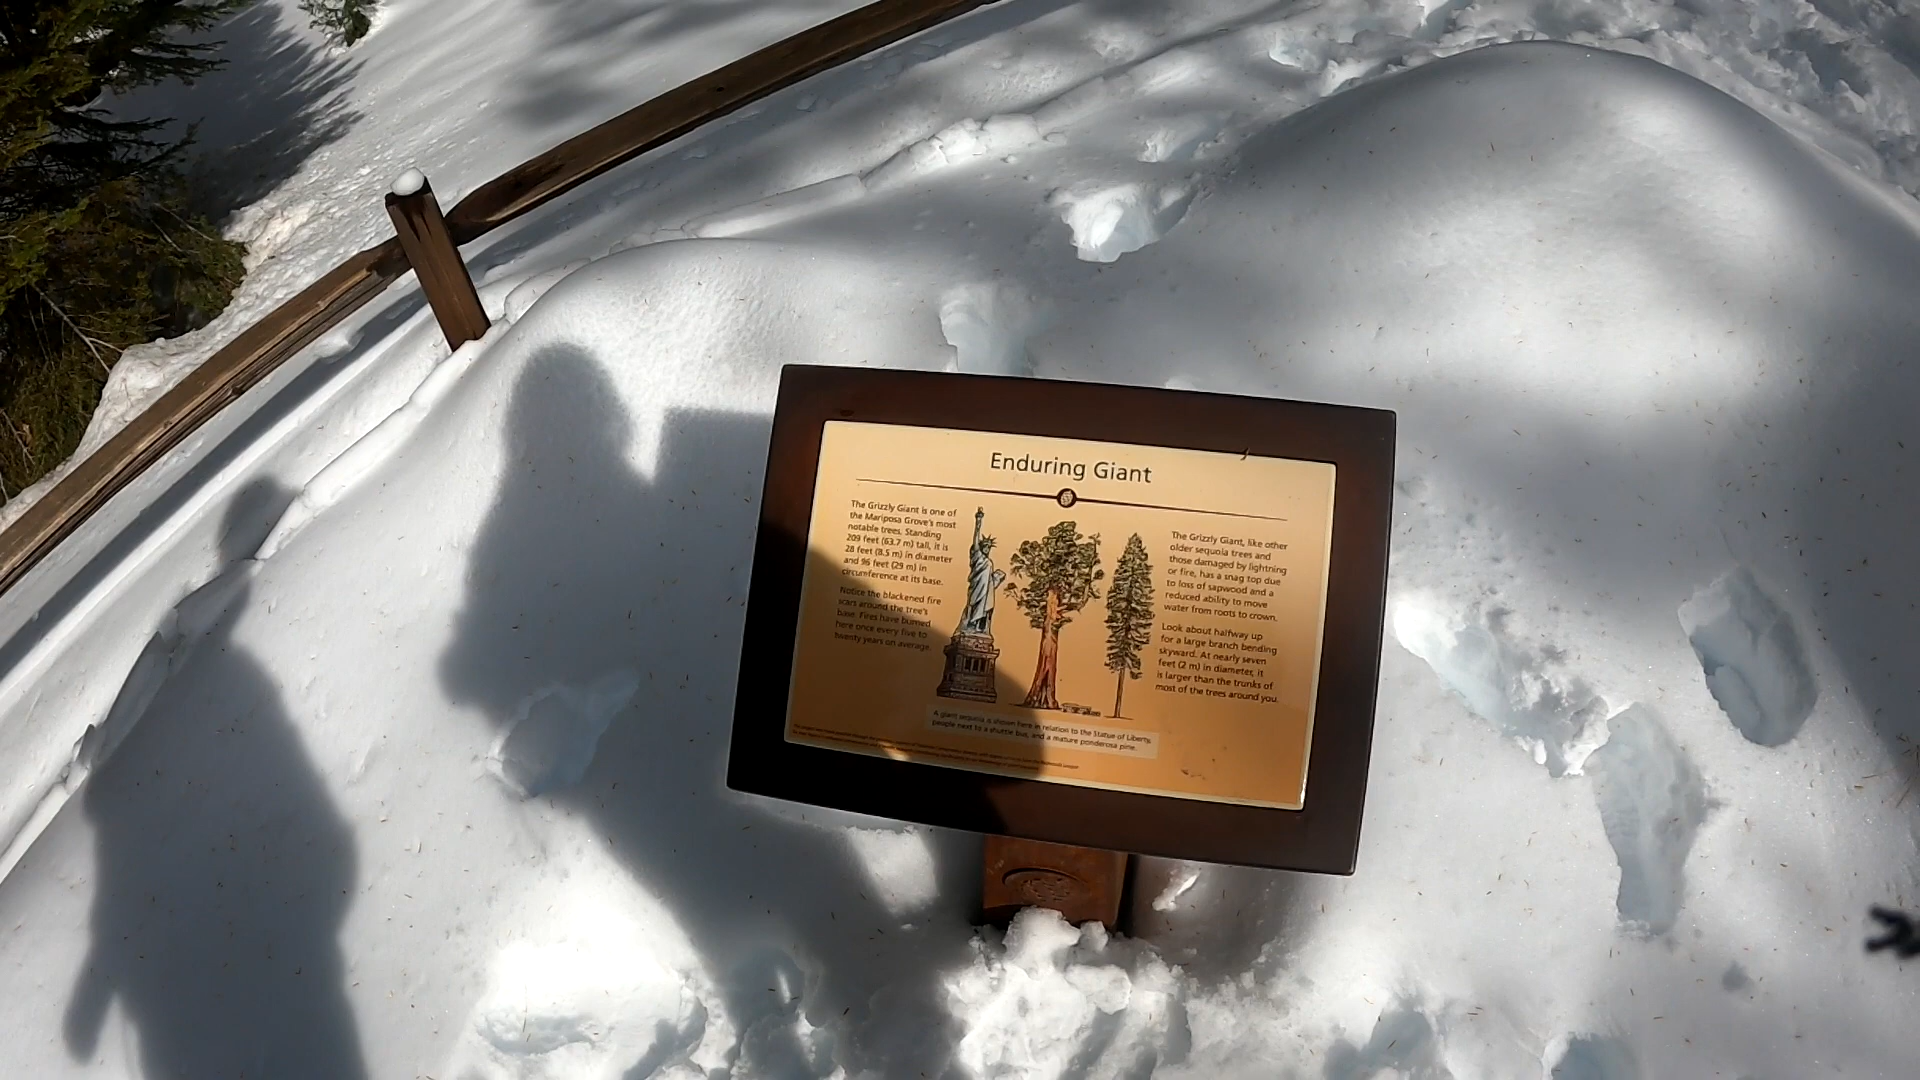 Enduring Giant
The Grizzly Giant is one of
the Mariposa Grove's most
notable trees. Standing
209 feet (63.7 m) tall, it is
28 feet (8.5 m) in diameter
and 96 feet (29 m) in
circumference at its base.
Notice the blackened fire
scars around the tree's
base. Fires have burned
here once every five to
twenty years on average.
The Grizzly Giant, like other
older sequoia trees and
those damaged by lightning
or fire, has a snag top due
to loss of sapwood and a
reduced ability to move
water from roots to crown.
Look about halfway up
for a large branch bending
skyward. At nearly seven
feet (2 m) in diameter, it
is larger than the trunks of
most of the trees around you.
A giant sequoia is shown here in relation to the Statue of Liberty,
people next to a shuttle bus, and a mature ponderosa pine.